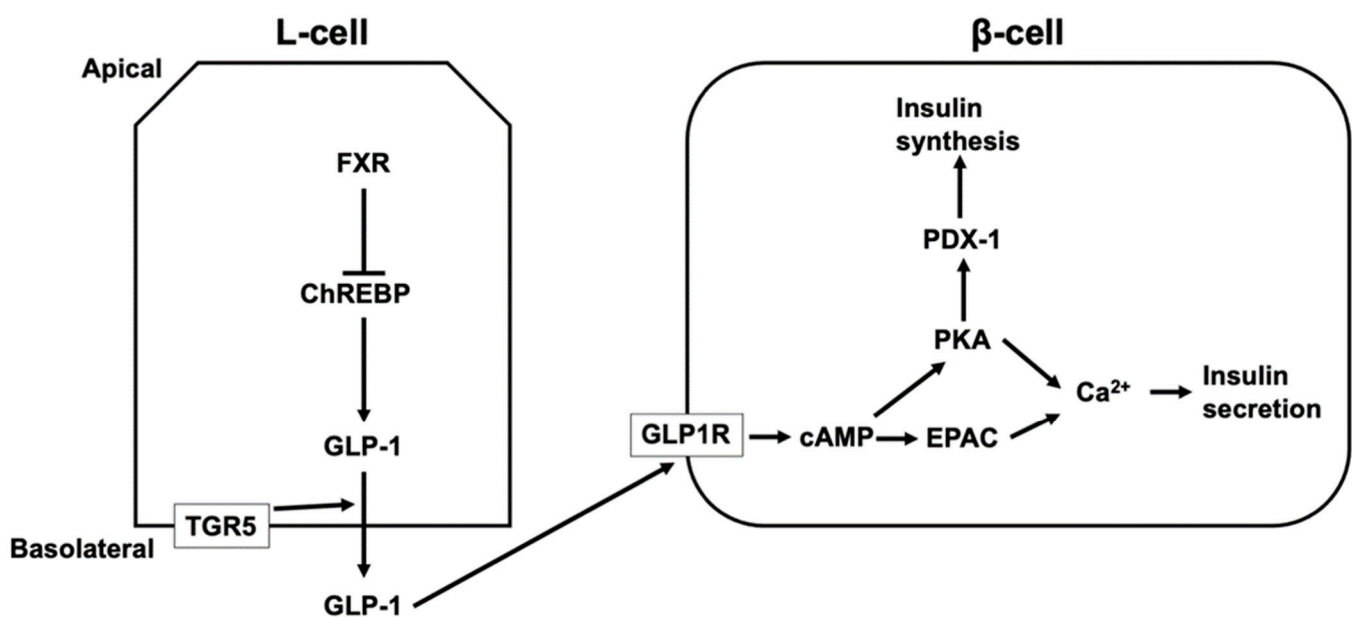 L-cell
Apical
FXR
ChREBP
GLP-1
TGR5
Basolateral
GLP-1
β-cell
Insulin
synthesis
PDX-1
PKA
Ca²⁺
Insulin
secretion
GLP1R
cAMP
EPAC